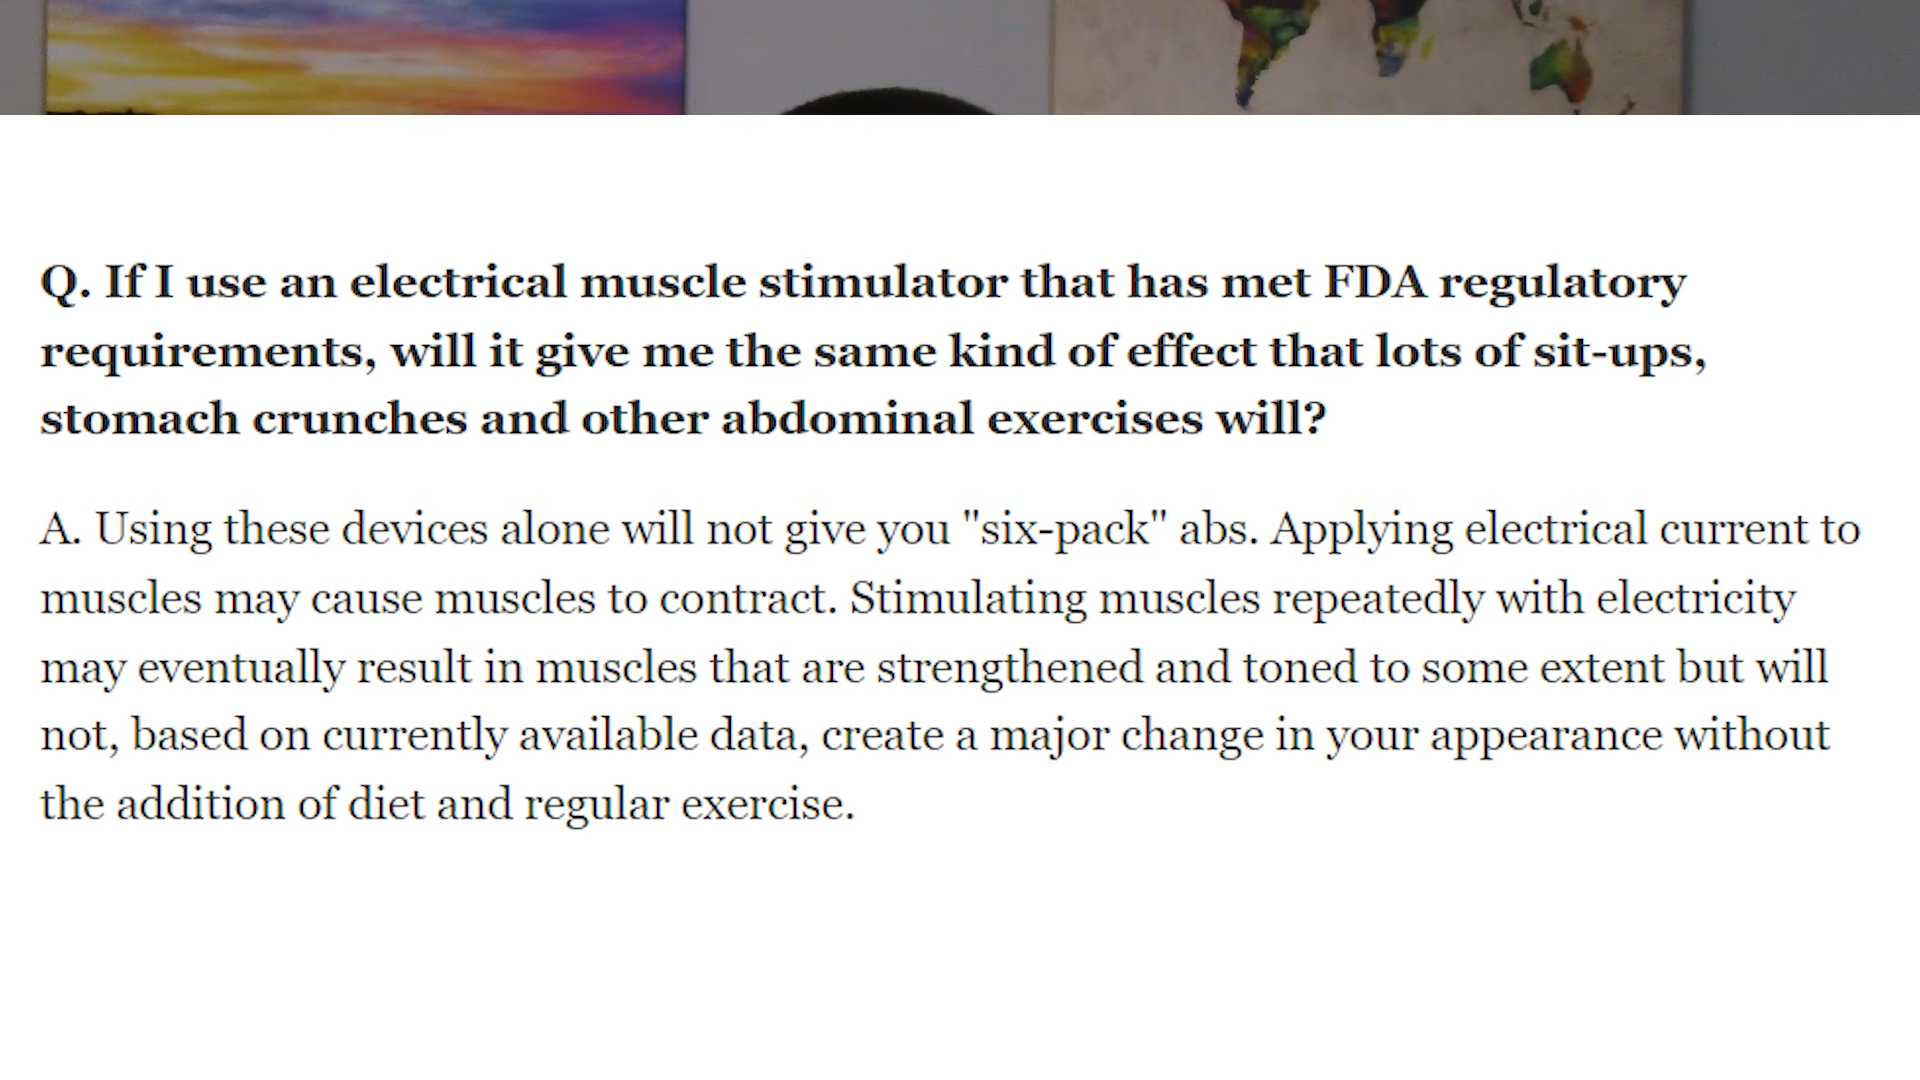 Q. If I use an electrical muscle stimulator that has met FDA regulatory
requirements, will it give me the same kind of effect that lots of sit-ups,
stomach crunches and other abdominal exercises will?
A. Using these devices alone will not give you "six-pack" abs. Applying electrical current to
muscles may cause muscles to contract. Stimulating muscles repeatedly with electricity
may eventually result in muscles that are strengthened and toned to some extent but will
not, based on currently available data, create a major change in your appearance without
the addition of diet and regular exercise.